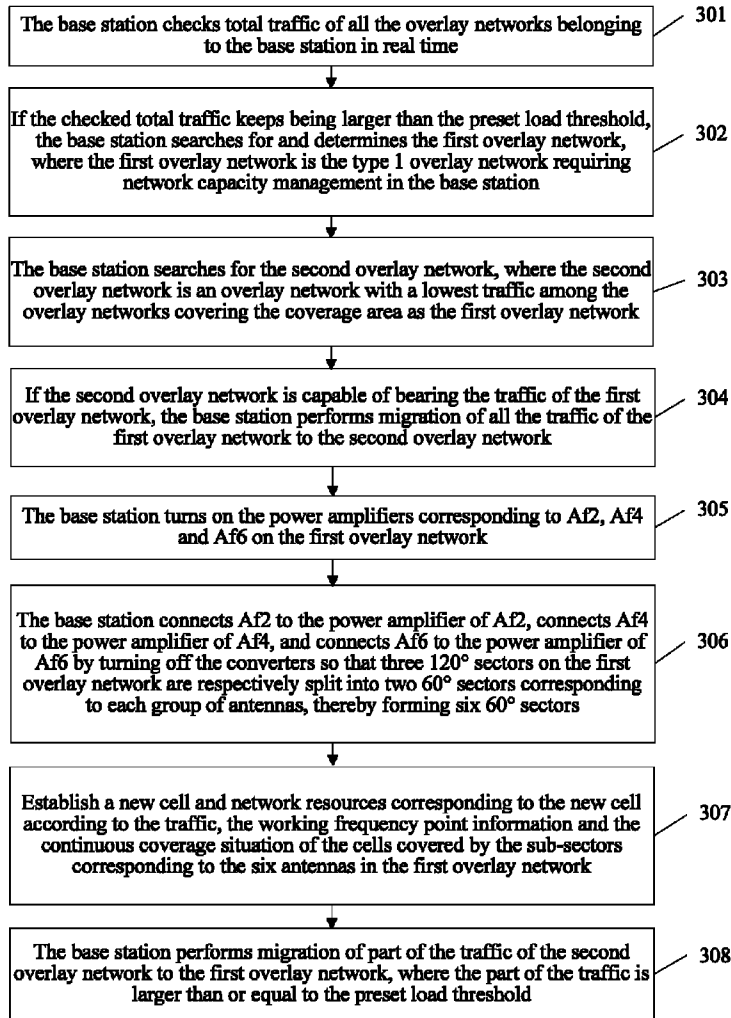 The base station checks total traffic of all the overlay networks belonging
to the base station in real time
301
If the checked total traffic keeps being larger than the preset load threshold,
the base station searches for and determines the first overlay network,
where the first overlay network is the type 1 overlay network requiring
network capacity management in the base station
302
The base station searches for the second overlay network, where the second
overlay network is an overlay network with a lowest traffic among the
overlay networks covering the coverage area as the first overlay network
303
If the second overlay network is capable of bearing the traffic of the first
overlay network, the base station performs migration of all the traffic of the
first overlay network to the second overlay network
304
The base station turns on the power amplifiers corresponding to Af2, Af4
and Af6 on the first overlay network
305
The base station connects Af2 to the power amplifier of Af2, connects Af4
to the power amplifier of Af4, and connects Af6 to the power amplifier of
Af6 by turning off the converters so that three 120° sectors on the first
overlay network are respectively split into two 60° sectors corresponding
to each group of antennas, thereby forming six 60° sectors
306
Establish a new cell and network resources corresponding to the new cell
according to the traffic, the working frequency point information and the
continuous coverage situation of the cells covered by the sub-sectors
corresponding to the six antennas in the first overlay network
307
The base station performs migration of part of the traffic of the second
overlay network to the first overlay network, where the part of the traffic is
larger than or equal to the preset load threshold
308